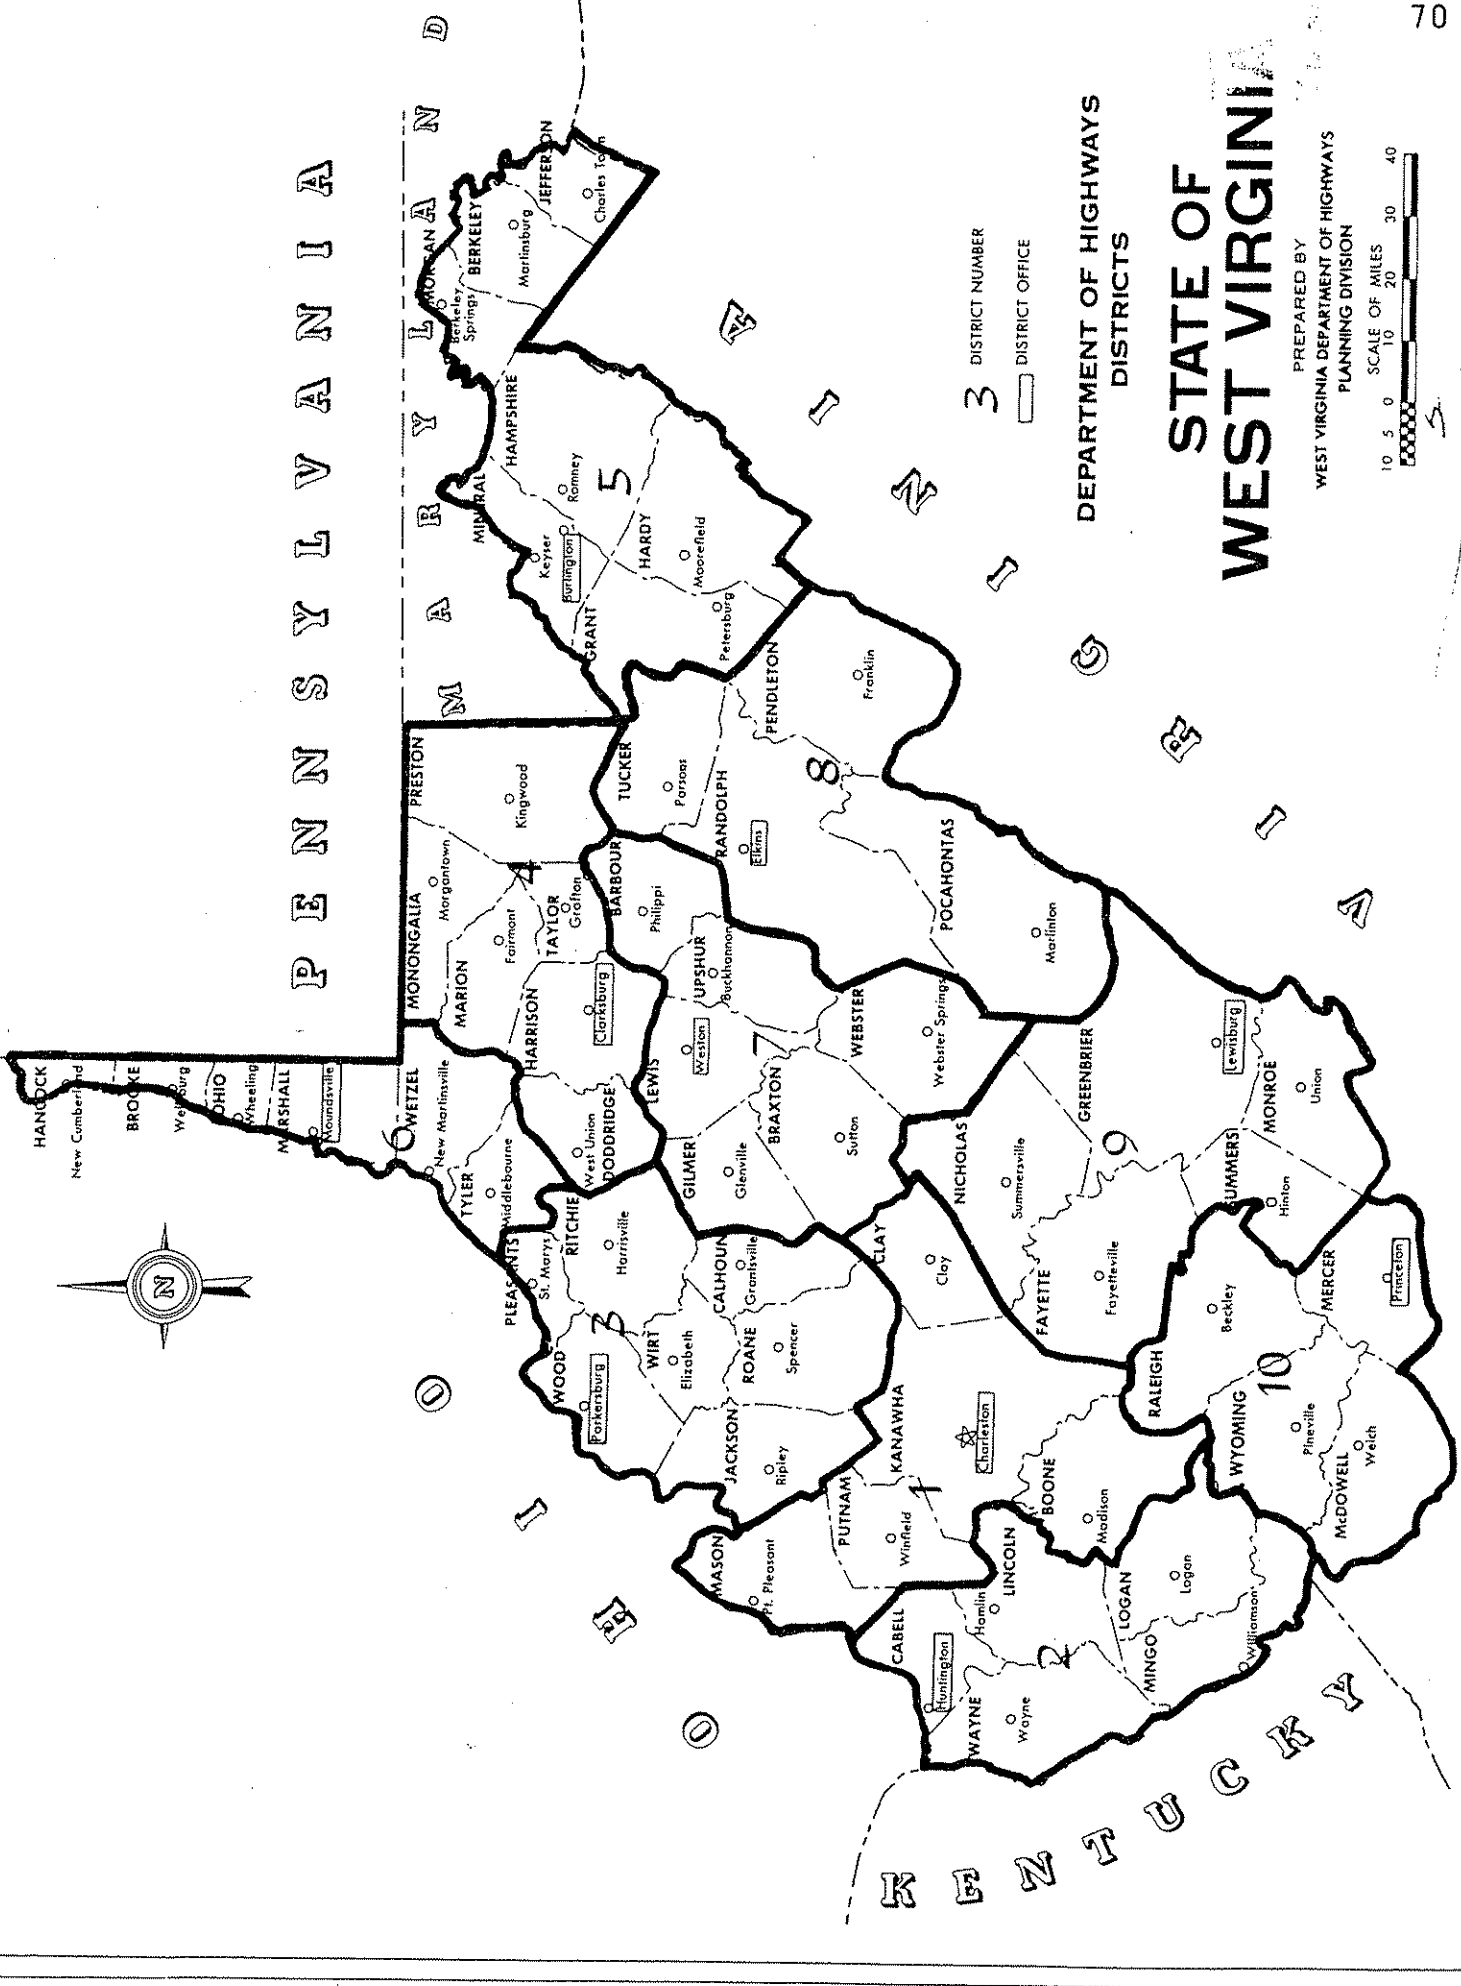 70
PENNSYLVANIA
MARYLAND
OHIO
VIRGINIA
KENTUCKY
N
HANCOCK
New Cumberland
BROOKE
Wellsburg
OHIO
Wheeling
MARSHALL
Moundsville
6
WETZEL
New Martinsville
TYLER
Middlebourne
MONONGALIA
Morgantown
MARION
Fairmont
PRESTON
Kingwood
4
TAYLOR
Grafton
HARRISON
Clarksburg
DODDRIDGE
West Union
PLEASANTS
St. Marys
RITCHIE
Harrisville
WOOD
Parkersburg
3
WIRT
Elizabeth
CALHOUN
Grantsville
ROANE
Spencer
JACKSON
Ripley
MORGAN
Berkeley
Springs
BERKELEY
Martinsburg
JEFFERSON
Charles Town
HAMPSHIRE
Romney
5
MINERAL
Keyser
Burlington
HARDY
Moorefield
GRANT
Petersburg
TUCKER
Parsons
RANDOLPH
Elkins
PENDLETON
Franklin
8
POCAHONTAS
Marlinton
BARBOUR
Philippi
UPSHUR
Buckhannon
LEWIS
Weston
7
GILMER
Glenville
BRAXTON
Sutton
WEBSTER
Webster Springs
MASON
Pt. Pleasant
PUTNAM
Winfield
1
KANAWHA
Charleston
CLAY
Clay
BOONE
Madison
CABELL
Huntington
LINCOLN
Hamlin
2
WAYNE
Wayne
LOGAN
Logan
MINGO
Williamson
NICHOLAS
Summersville
FAYETTE
Fayetteville
9
GREENBRIER
Lewisburg
SUMMERS
Hinton
MONROE
Union
RALEIGH
Beckley
10
WYOMING
Pineville
McDOWELL
Welch
MERCER
Princeton
3 DISTRICT NUMBER
DISTRICT OFFICE
DEPARTMENT OF HIGHWAYS
DISTRICTS
STATE OF
WEST VIRGINIA
PREPARED BY
WEST VIRGINIA DEPARTMENT OF HIGHWAYS
PLANNING DIVISION
SCALE OF MILES
10 5 0 10 20 30 40